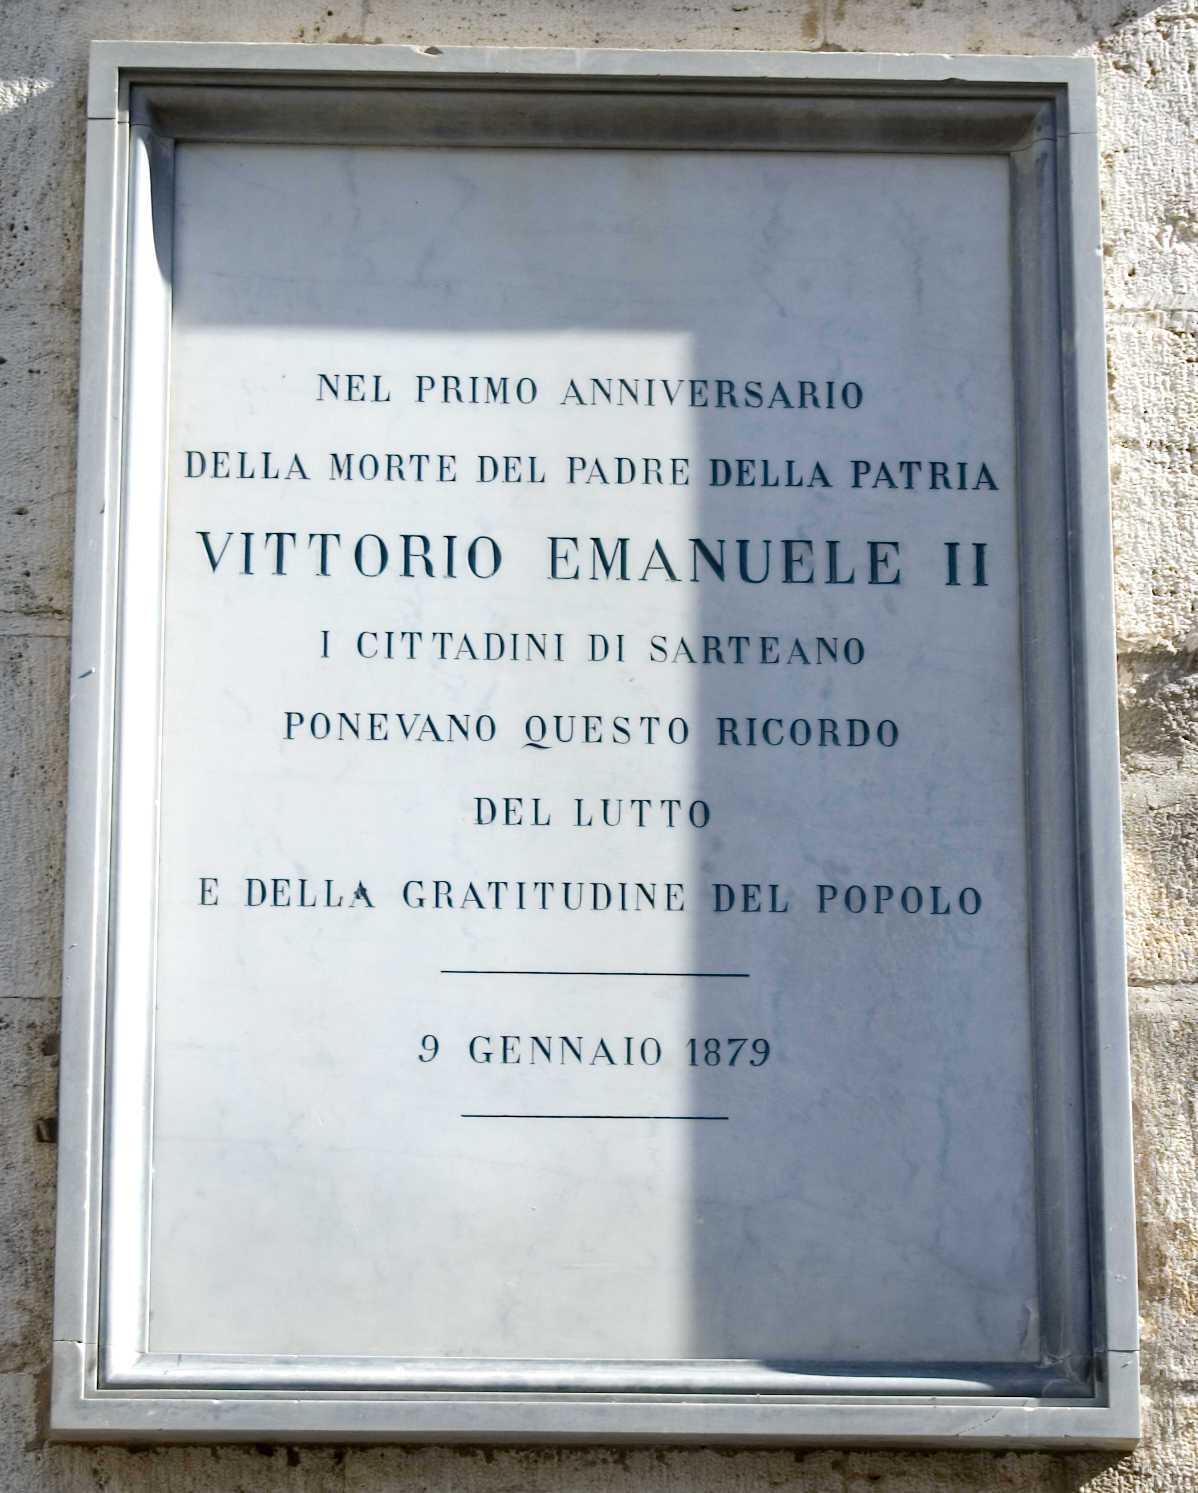 NEL PRIMO ANNIVERSARIO
DELLA MORTE DEL PADRE DELLA PATRIA
VITTORIO EMANUELE II
I CITTADINI DI SARTEANO
PONEVANO QUESTO RICORDO
DEL LUTTO
E DELLA GRATITUDINE DEL POPOLO
9 GENNAIO 1879